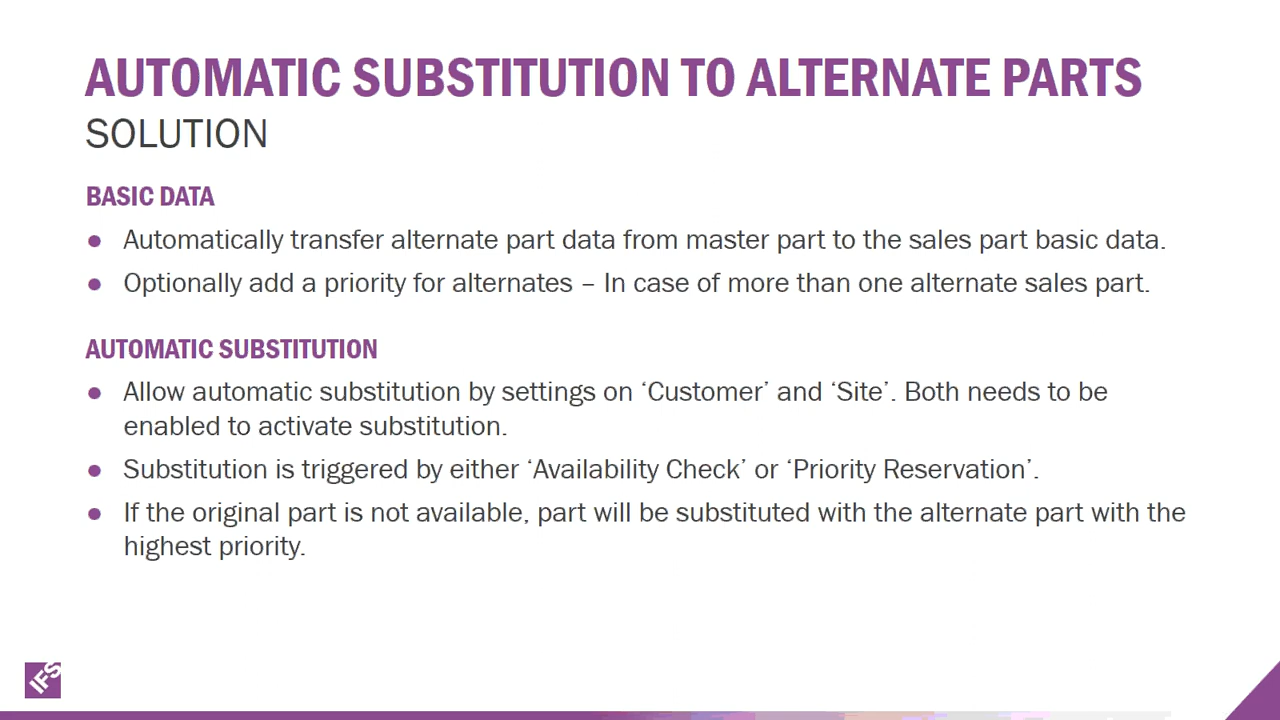 AUTOMATIC SUBSTITUTION TO ALTERNATE PARTS
SOLUTION
BASIC DATA
● Automatically transfer alternate part data from master part to the sales part basic data.
● Optionally add a priority for alternates – In case of more than one alternate sales part.
AUTOMATIC SUBSTITUTION
● Allow automatic substitution by settings on ‘Customer’ and ‘Site’. Both needs to be
enabled to activate substitution.
● Substitution is triggered by either ‘Availability Check’ or ‘Priority Reservation’.
● If the original part is not available, part will be substituted with the alternate part with the
highest priority.
IFS